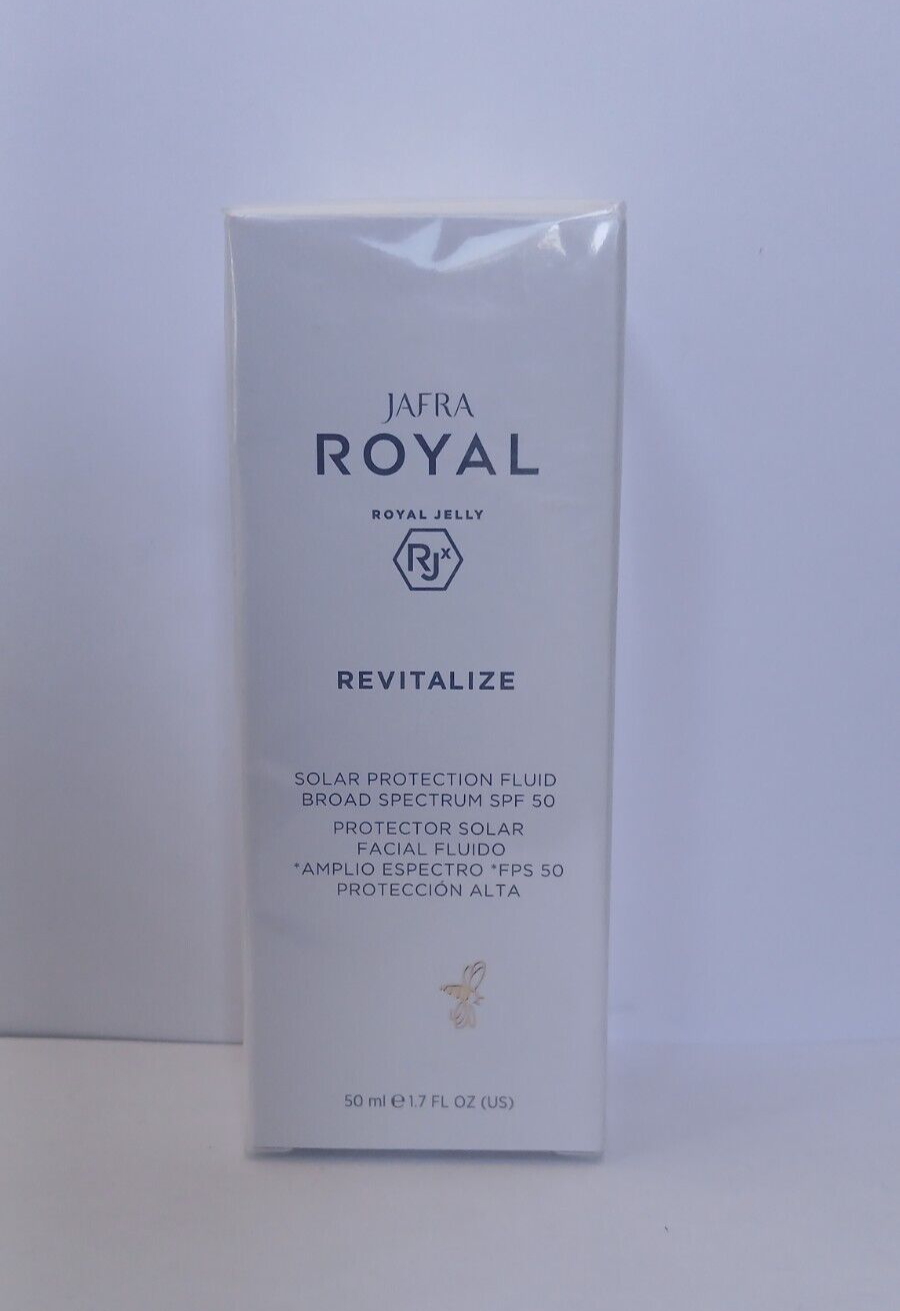 JAFRA
ROYAL
ROYAL JELLY
RJx
REVITALIZE
SOLAR PROTECTION FLUID
BROAD SPECTRUM SPF 50
PROTECTOR SOLAR
FACIAL FLUIDO
*AMPLIO ESPECTRO *FPS 50
PROTECCIÓN ALTA
50 ml ℮ 1.7 FL OZ (US)